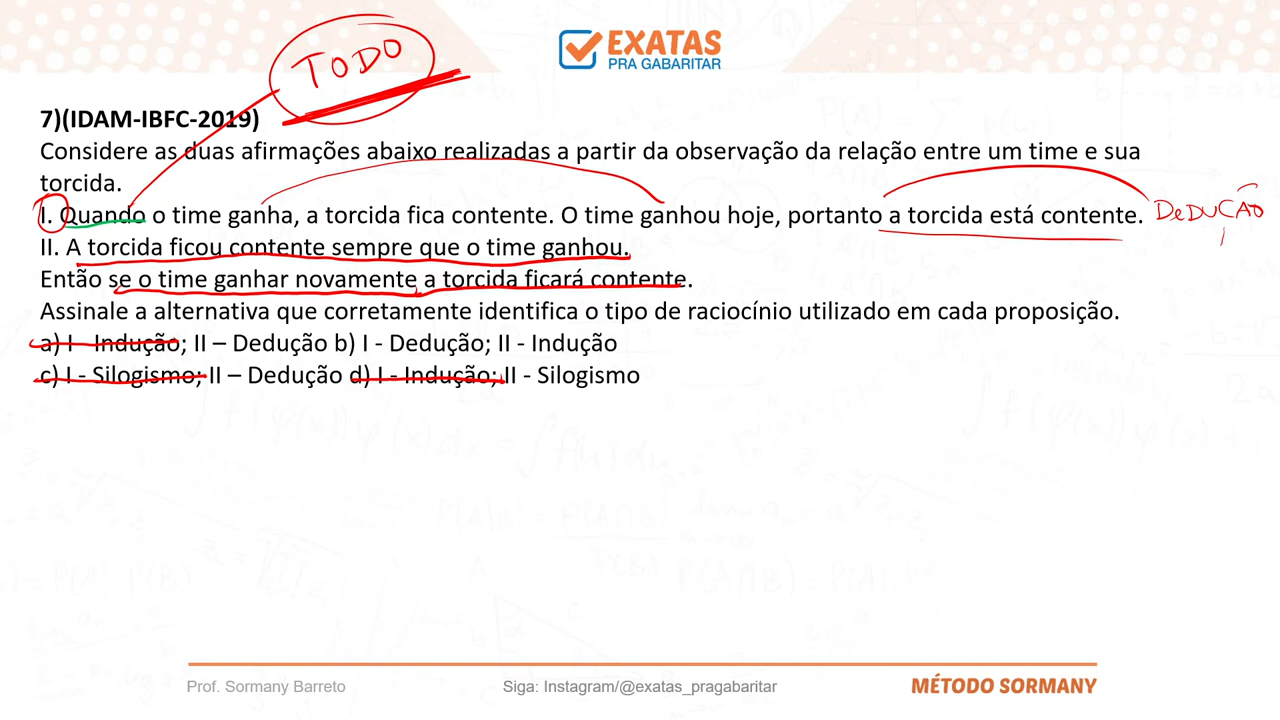 EXATAS
PRA GABARITAR
TODO
7)(IDAM-IBFC-2019)
Considere as duas afirmações abaixo realizadas a partir da observação da relação entre um time e sua
torcida.
I. Quando o time ganha, a torcida fica contente. O time ganhou hoje, portanto a torcida está contente. DeDUÇÃO
II. A torcida ficou contente sempre que o time ganhou.
Então se o time ganhar novamente a torcida ficará contente.
Assinale a alternativa que corretamente identifica o tipo de raciocínio utilizado em cada proposição.
a) I - Indução; II – Dedução b) I - Dedução; II - Indução
c) I - Silogismo; II – Dedução d) I - Indução; II - Silogismo
Prof. Sormany Barreto
Siga: Instagram/@exatas_pragabaritar
MÉTODO SORMANY